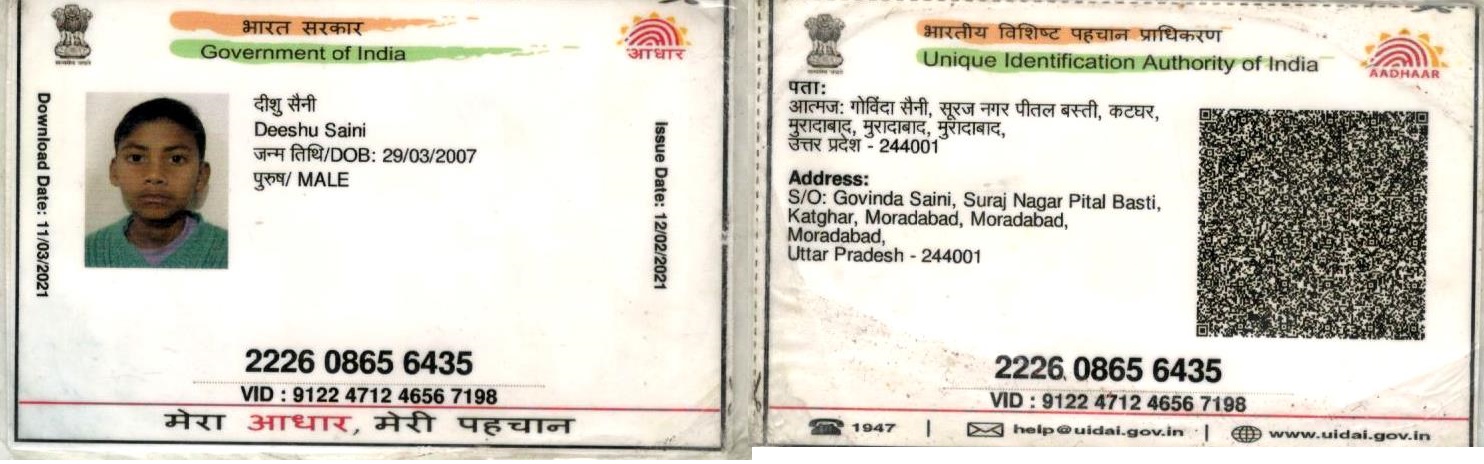 भारत सरकार
Government of India
आधार
Download Date: 11/03/2021
दीशु सैनी
Deeshu Saini
जन्म तिथि/DOB: 29/03/2007
पुरुष/ MALE
Issue Date: 12/02/2021
2226 0865 6435
VID : 9122 4712 4656 7198
मेरा आधार, मेरी पहचान
भारतीय विशिष्ट पहचान प्राधिकरण
Unique Identification Authority of India
AADHAAR
पता:
आत्मज: गोविंदा सैनी, सूरज नगर पीतल बस्ती, कटघर,
मुरादाबाद, मुरादाबाद, मुरादाबाद,
उत्तर प्रदेश - 244001
Address:
S/O: Govinda Saini, Suraj Nagar Pital Basti,
Katghar, Moradabad, Moradabad,
Moradabad,
Uttar Pradesh - 244001
2226 0865 6435
VID : 9122 4712 4656 7198
1947 | help@uidai.gov.in | www.uidai.gov.in